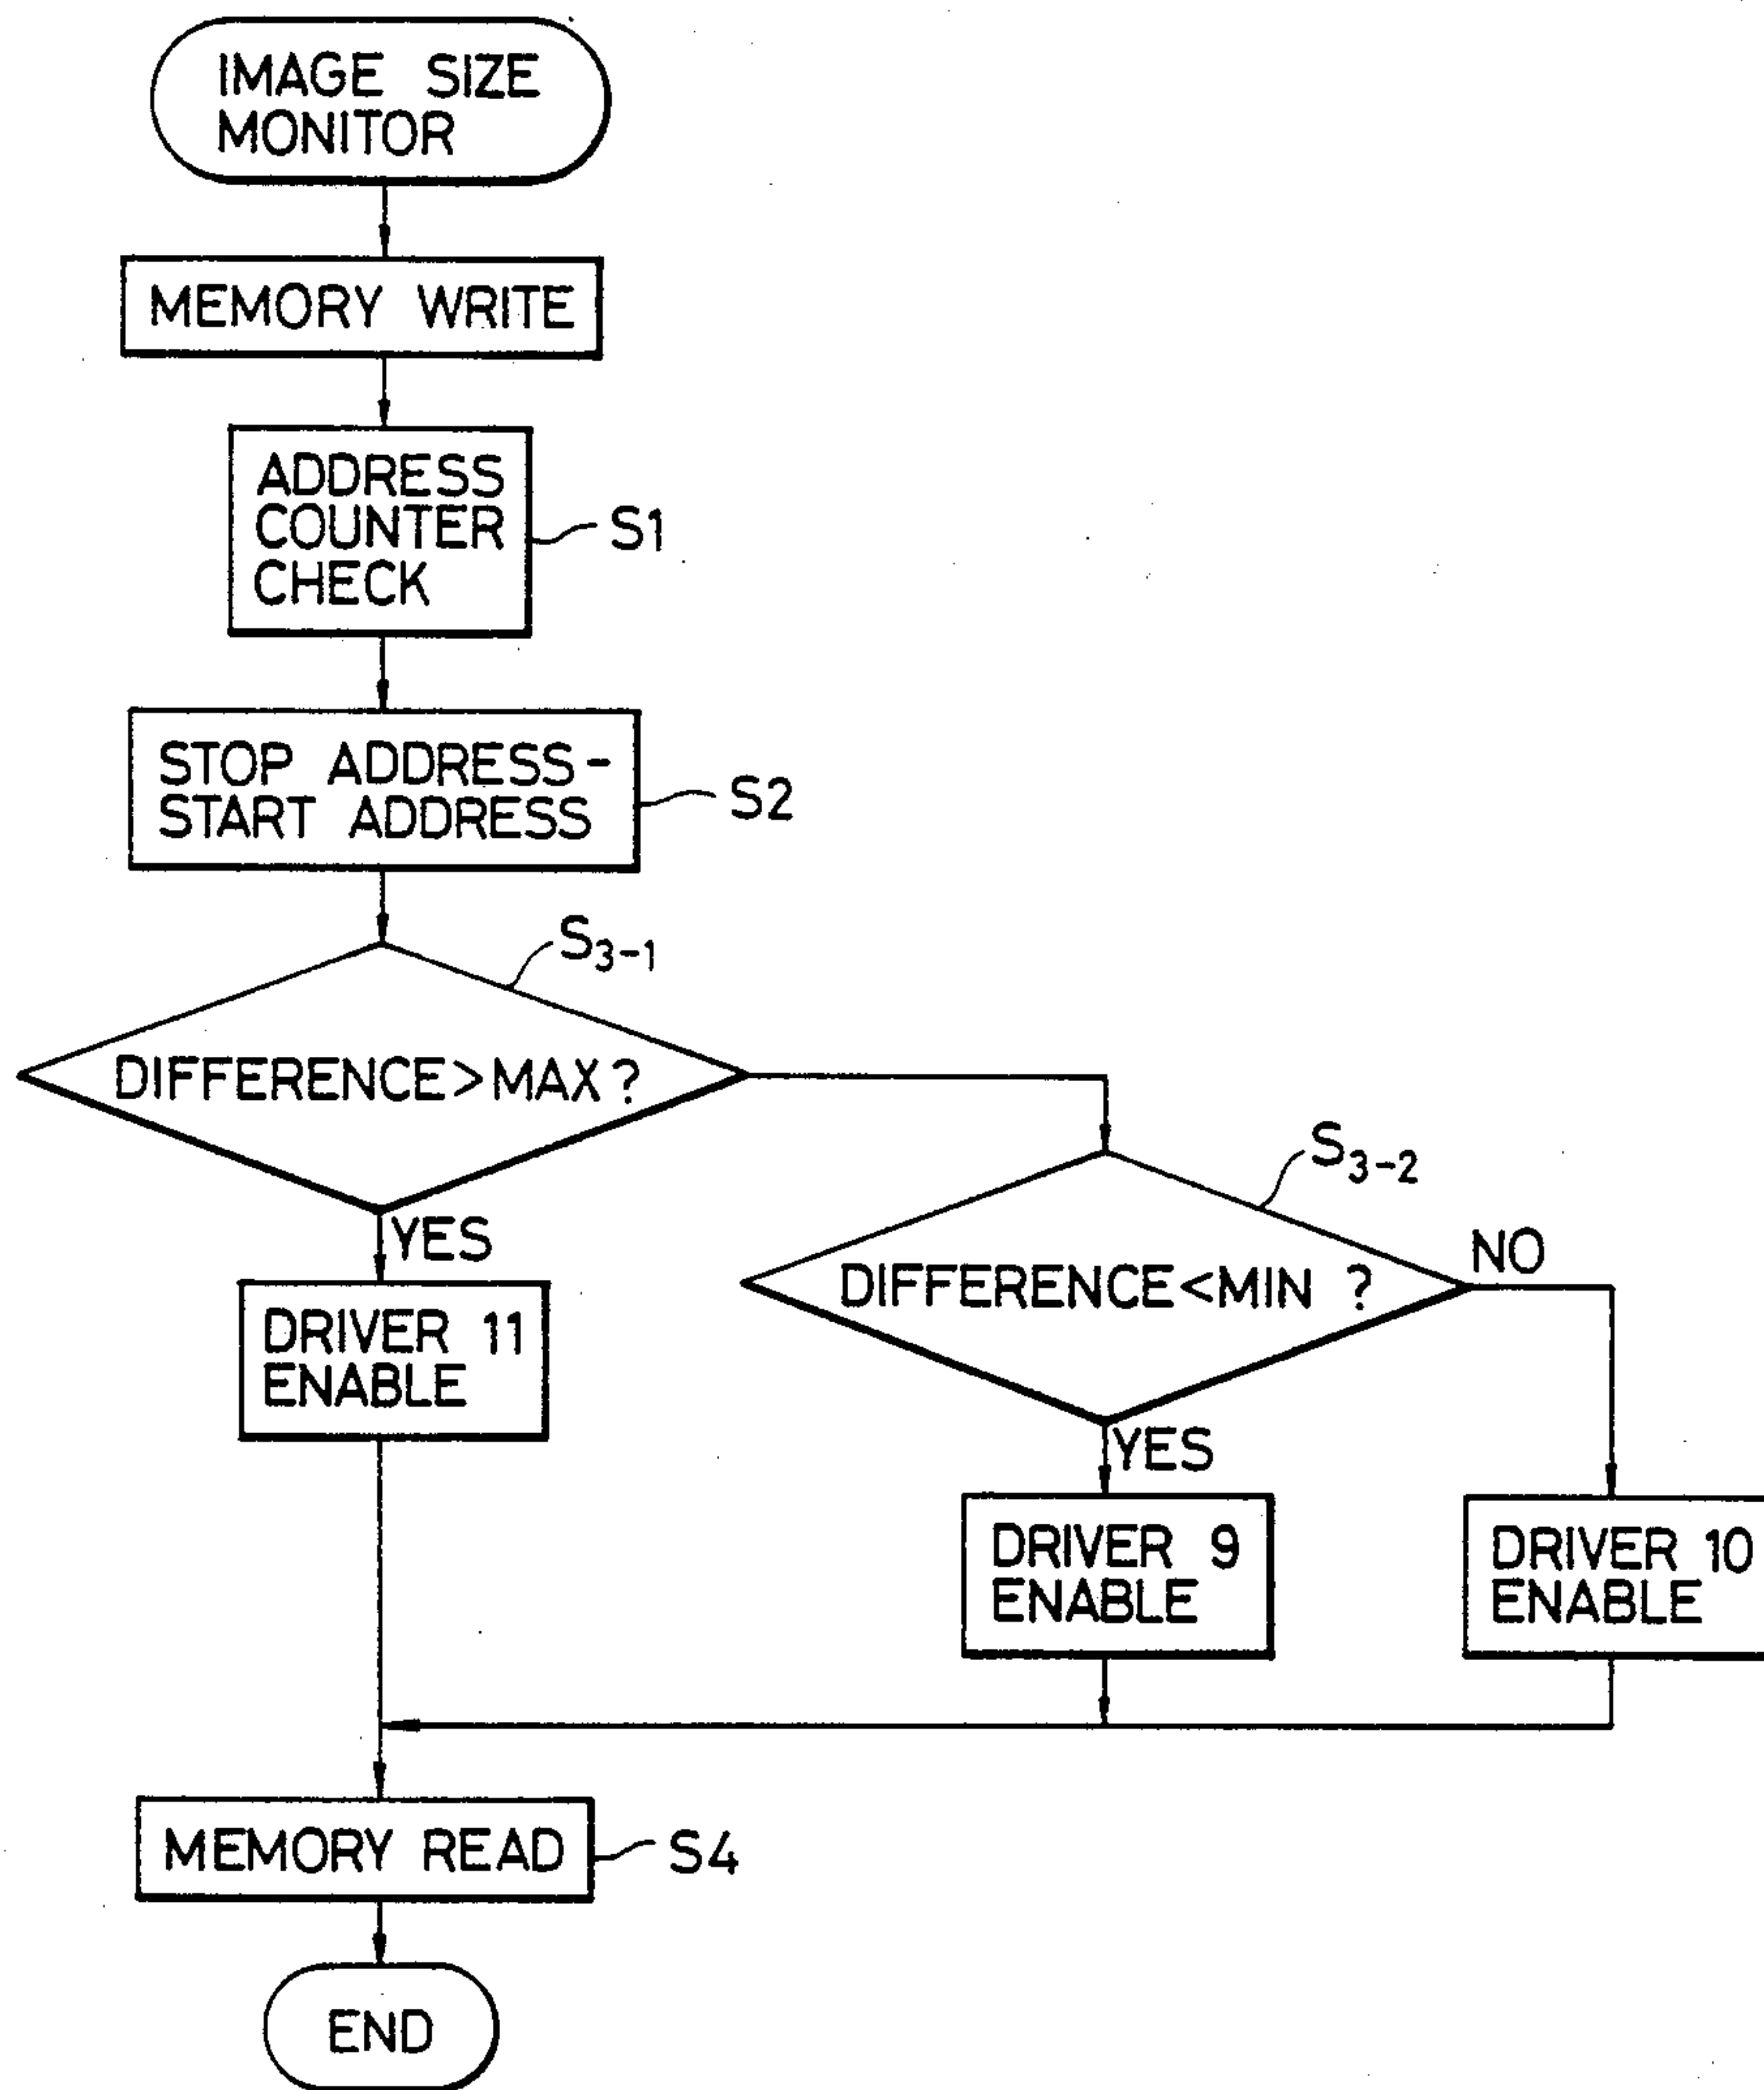 IMAGE SIZE
MONITOR
MEMORY WRITE
ADDRESS
COUNTER
CHECK
S1
STOP ADDRESS-
START ADDRESS
S2
S3-1
DIFFERENCE>MAX?
S3-2
DIFFERENCE<MIN ?
NO
YES
DRIVER 11
ENABLE
YES
DRIVER 9
ENABLE
DRIVER 10
ENABLE
MEMORY READ
S4
END